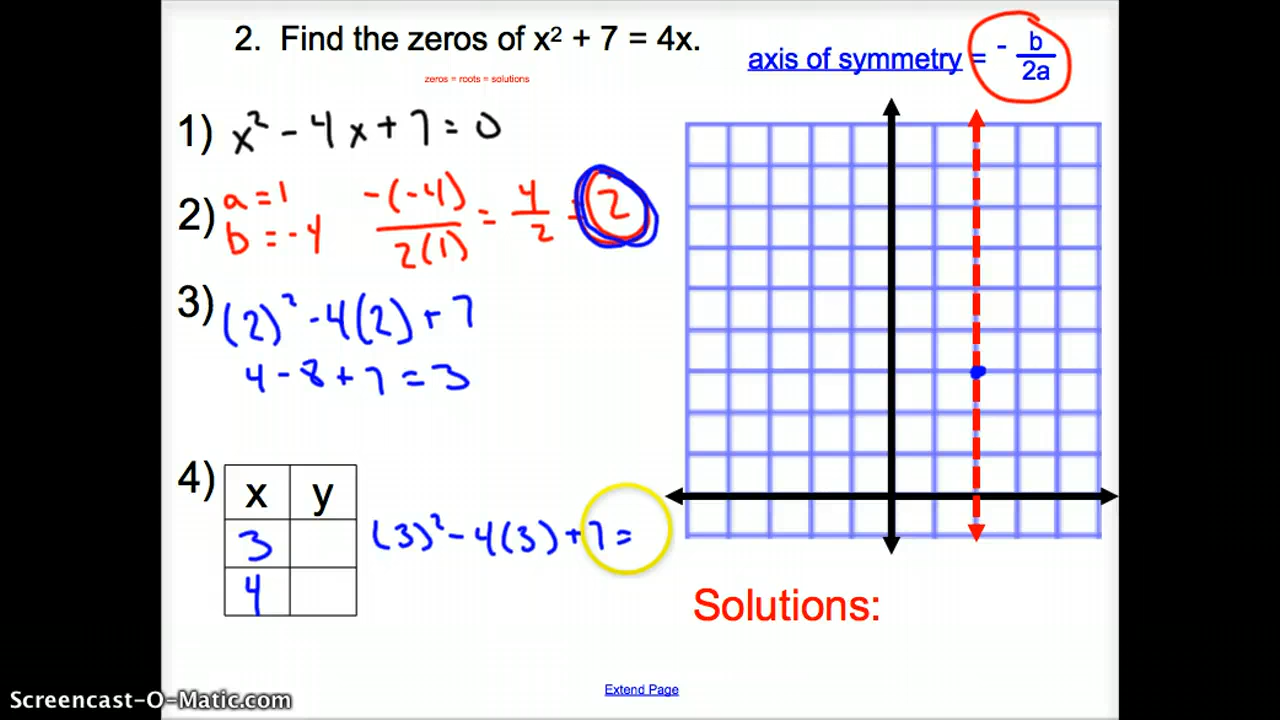 2. Find the zeros of x² + 7 = 4x.
zeros = roots = solutions
axis of symmetry = - b/2a
1) x² - 4x + 7 = 0
2) a = 1
b = -4
-(-4)/2(1) = 4/2 = 2
3) (2)² - 4(2) + 7
4 - 8 + 7 = 3
4)
x y
3 (3)² - 4(3) + 7 =
4
Solutions:
Extend Page
Screencast-O-Matic.com